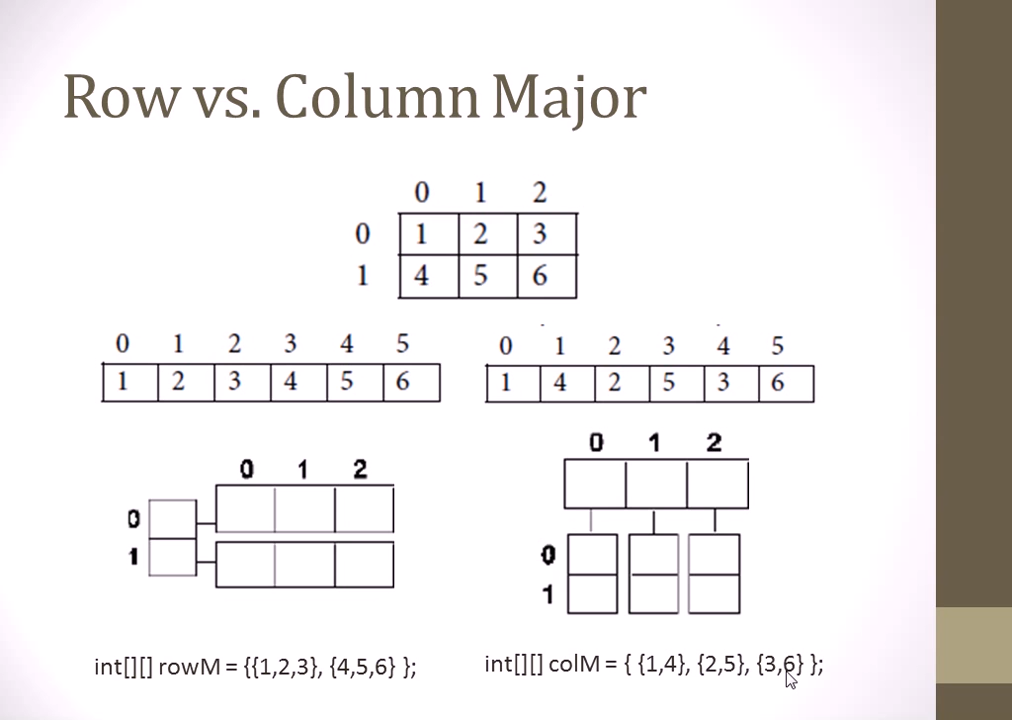 Row vs. Column Major
0 1 2
0 1 2 3
1 4 5 6
0 1 2 3 4 5
1 2 3 4 5 6
0 1 2 3 4 5
1 4 2 5 3 6
0 1 2
0
1
0 1 2
0
1
int[][] rowM = {{1,2,3}, {4,5,6} };
int[][] colM = { {1,4}, {2,5}, {3,6} };